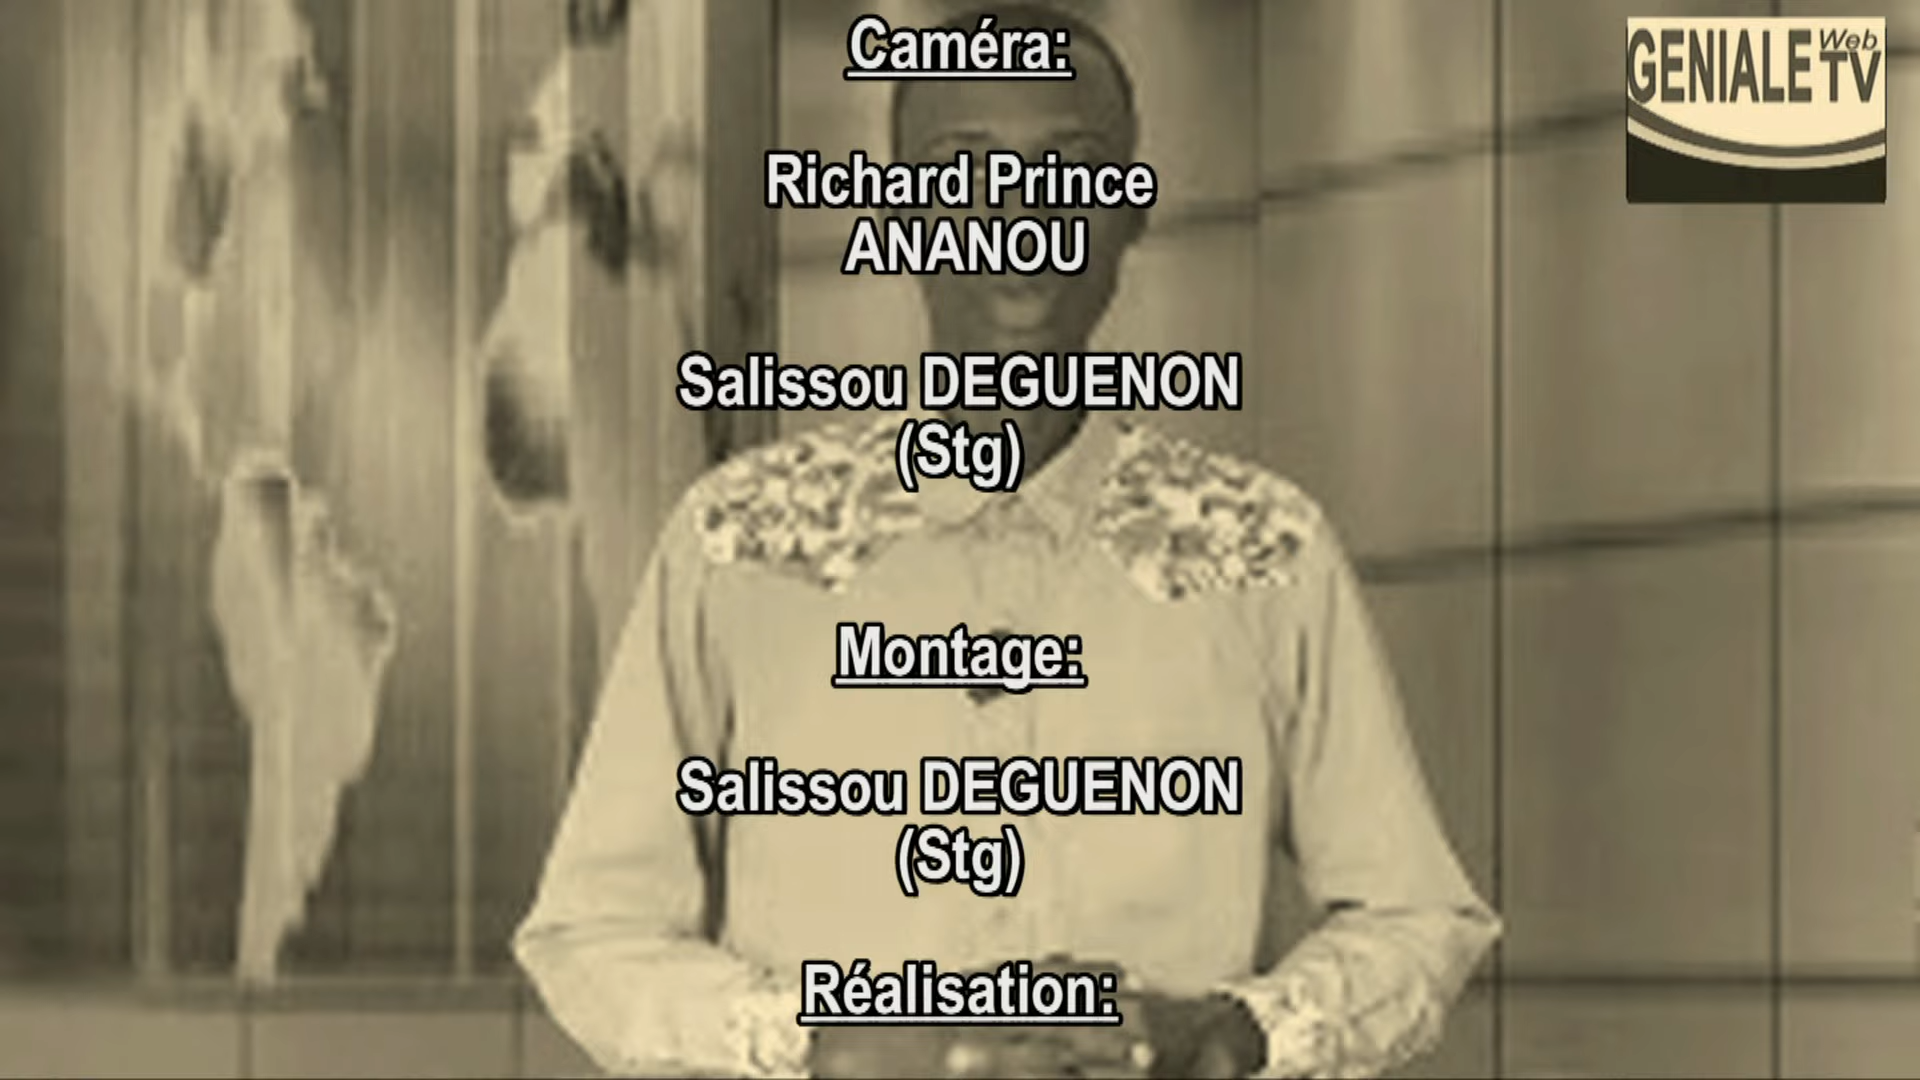 Caméra:
Richard Prince
ANANOU
Salissou DEGUENON
(Stg)
Montage:
Salissou DEGUENON
(Stg)
Réalisation:
GENIALE Web TV